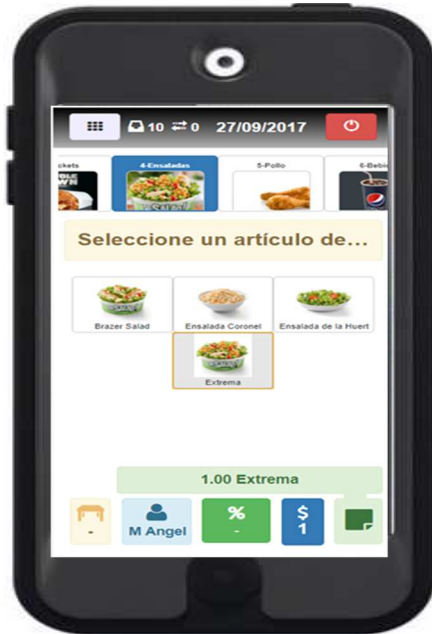 10 0 27/09/2017
ckets 4-Ensaladas 5-Pollo 6-Bebi
Seleccione un artículo de...
Brazer Salad Ensalada Coronel Ensalada de la Huert
Extrema
1.00 Extrema
- M Angel % - $ 1